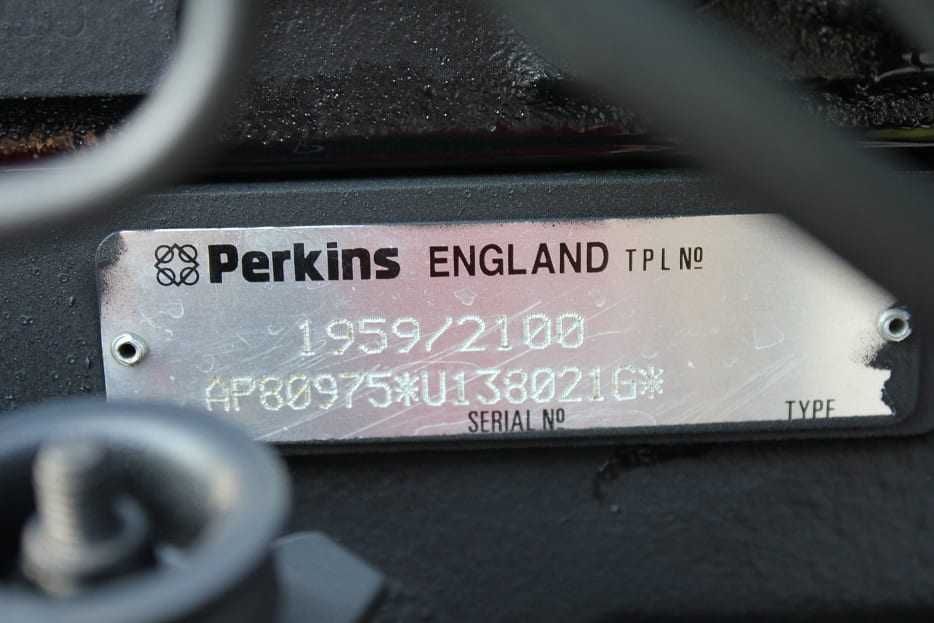 Perkins ENGLAND TPL Nº
1959/2100
AP80975*U138021G*
SERIAL Nº TYPE